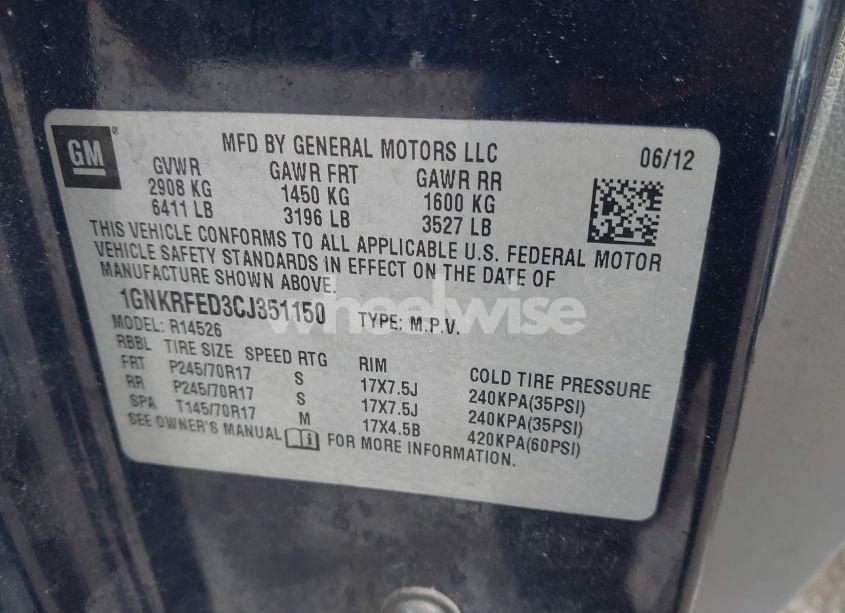 GM ®
MFD BY GENERAL MOTORS LLC
06/12
GVWR GAWR FRT GAWR RR
2908 KG 1450 KG 1600 KG
6411 LB 3196 LB 3527 LB
THIS VEHICLE CONFORMS TO ALL APPLICABLE U.S. FEDERAL MOTOR
VEHICLE SAFETY STANDARDS IN EFFECT ON THE DATE OF
MANUFACTURE SHOWN ABOVE.
1GNKRFED3CJ351150 TYPE: M.P.V.
wheelwise
MODEL: R14526
RBBL TIRE SIZE SPEED RTG RIM COLD TIRE PRESSURE
FRT P245/70R17 S 17X7.5J 240KPA(35PSI)
RR P245/70R17 S 17X7.5J 240KPA(35PSI)
SPA T145/70R17 M 17X4.5B 420KPA(60PSI)
SEE OWNER'S MANUAL FOR MORE INFORMATION.